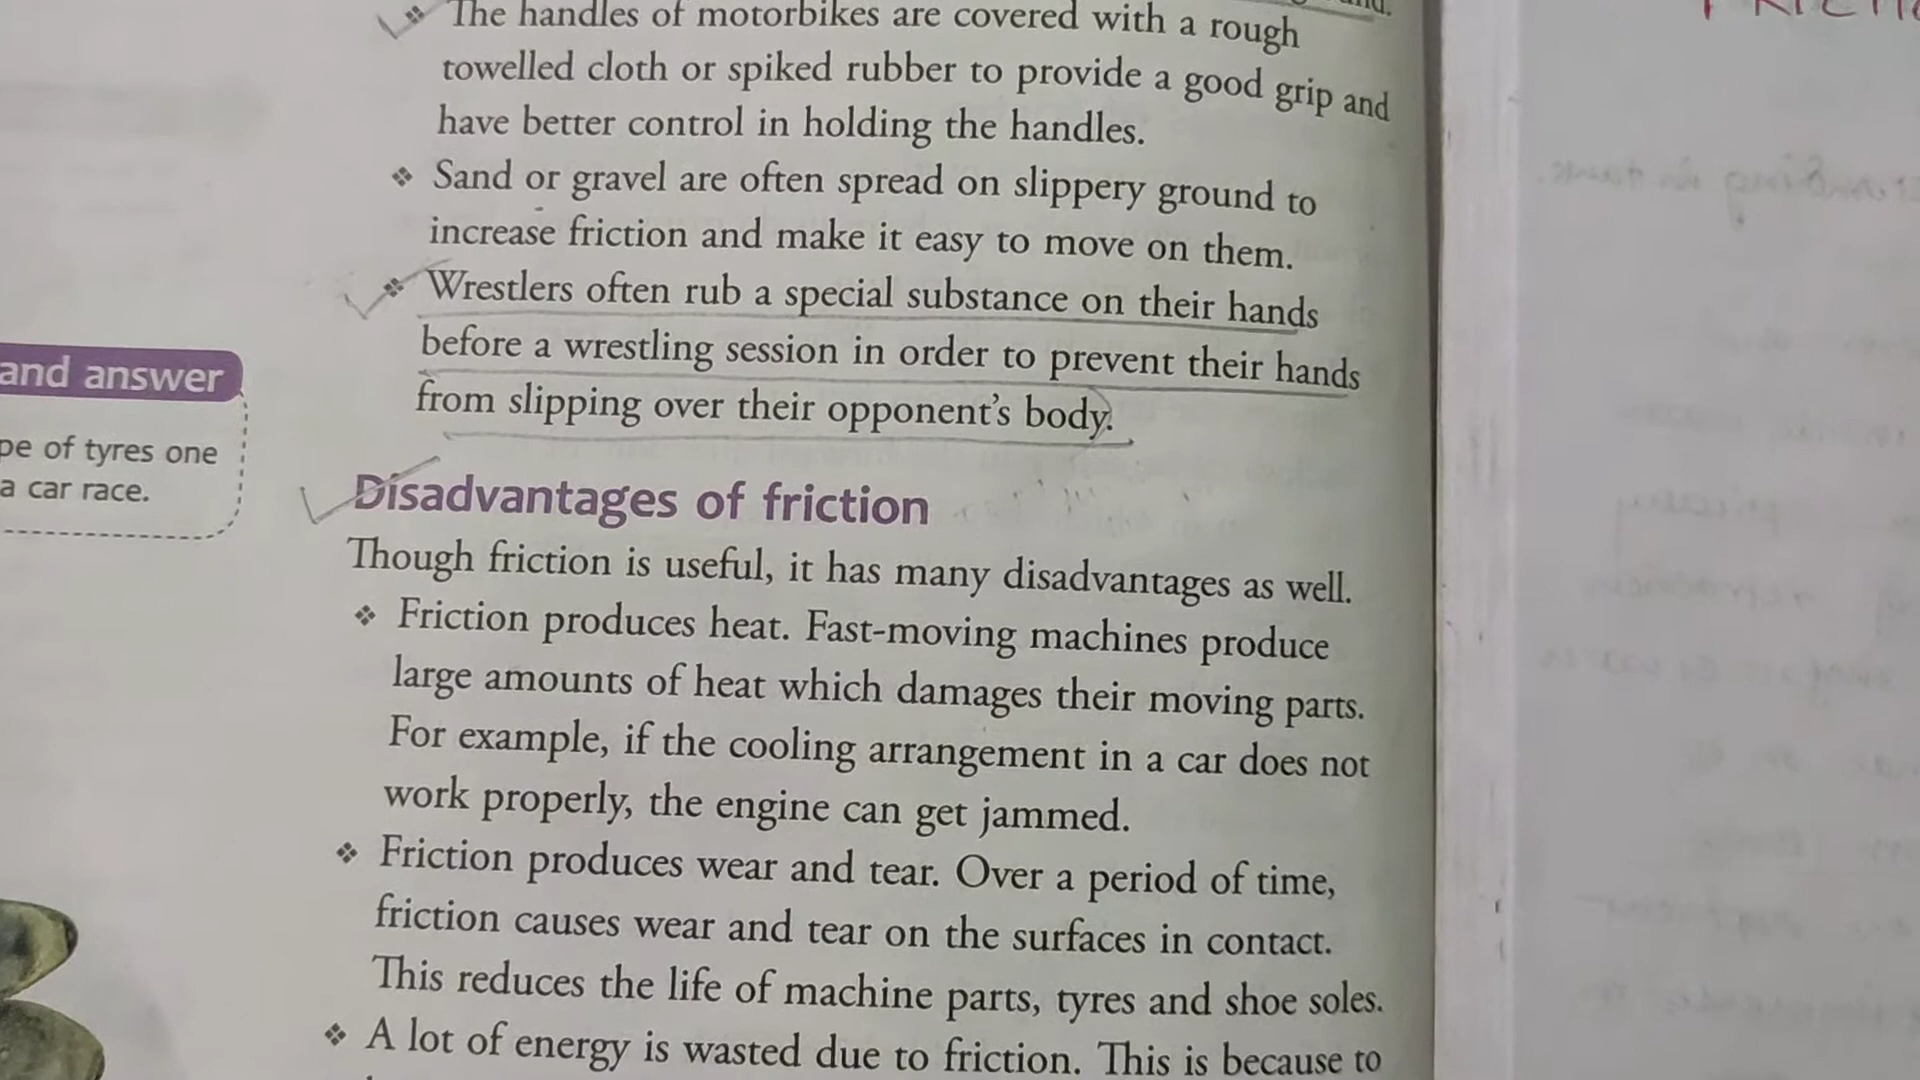 The handles of motorbikes are covered with a rough
towelled cloth or spiked rubber to provide a good grip and
have better control in holding the handles.
❖ Sand or gravel are often spread on slippery ground to
increase friction and make it easy to move on them.
❖ Wrestlers often rub a special substance on their hands
before a wrestling session in order to prevent their hands
from slipping over their opponent's body.
and answer
pe of tyres one
a car race.
Disadvantages of friction
Though friction is useful, it has many disadvantages as well.
❖ Friction produces heat. Fast-moving machines produce
large amounts of heat which damages their moving parts.
For example, if the cooling arrangement in a car does not
work properly, the engine can get jammed.
❖ Friction produces wear and tear. Over a period of time,
friction causes wear and tear on the surfaces in contact.
This reduces the life of machine parts, tyres and shoe soles.
❖ A lot of energy is wasted due to friction. This is because to